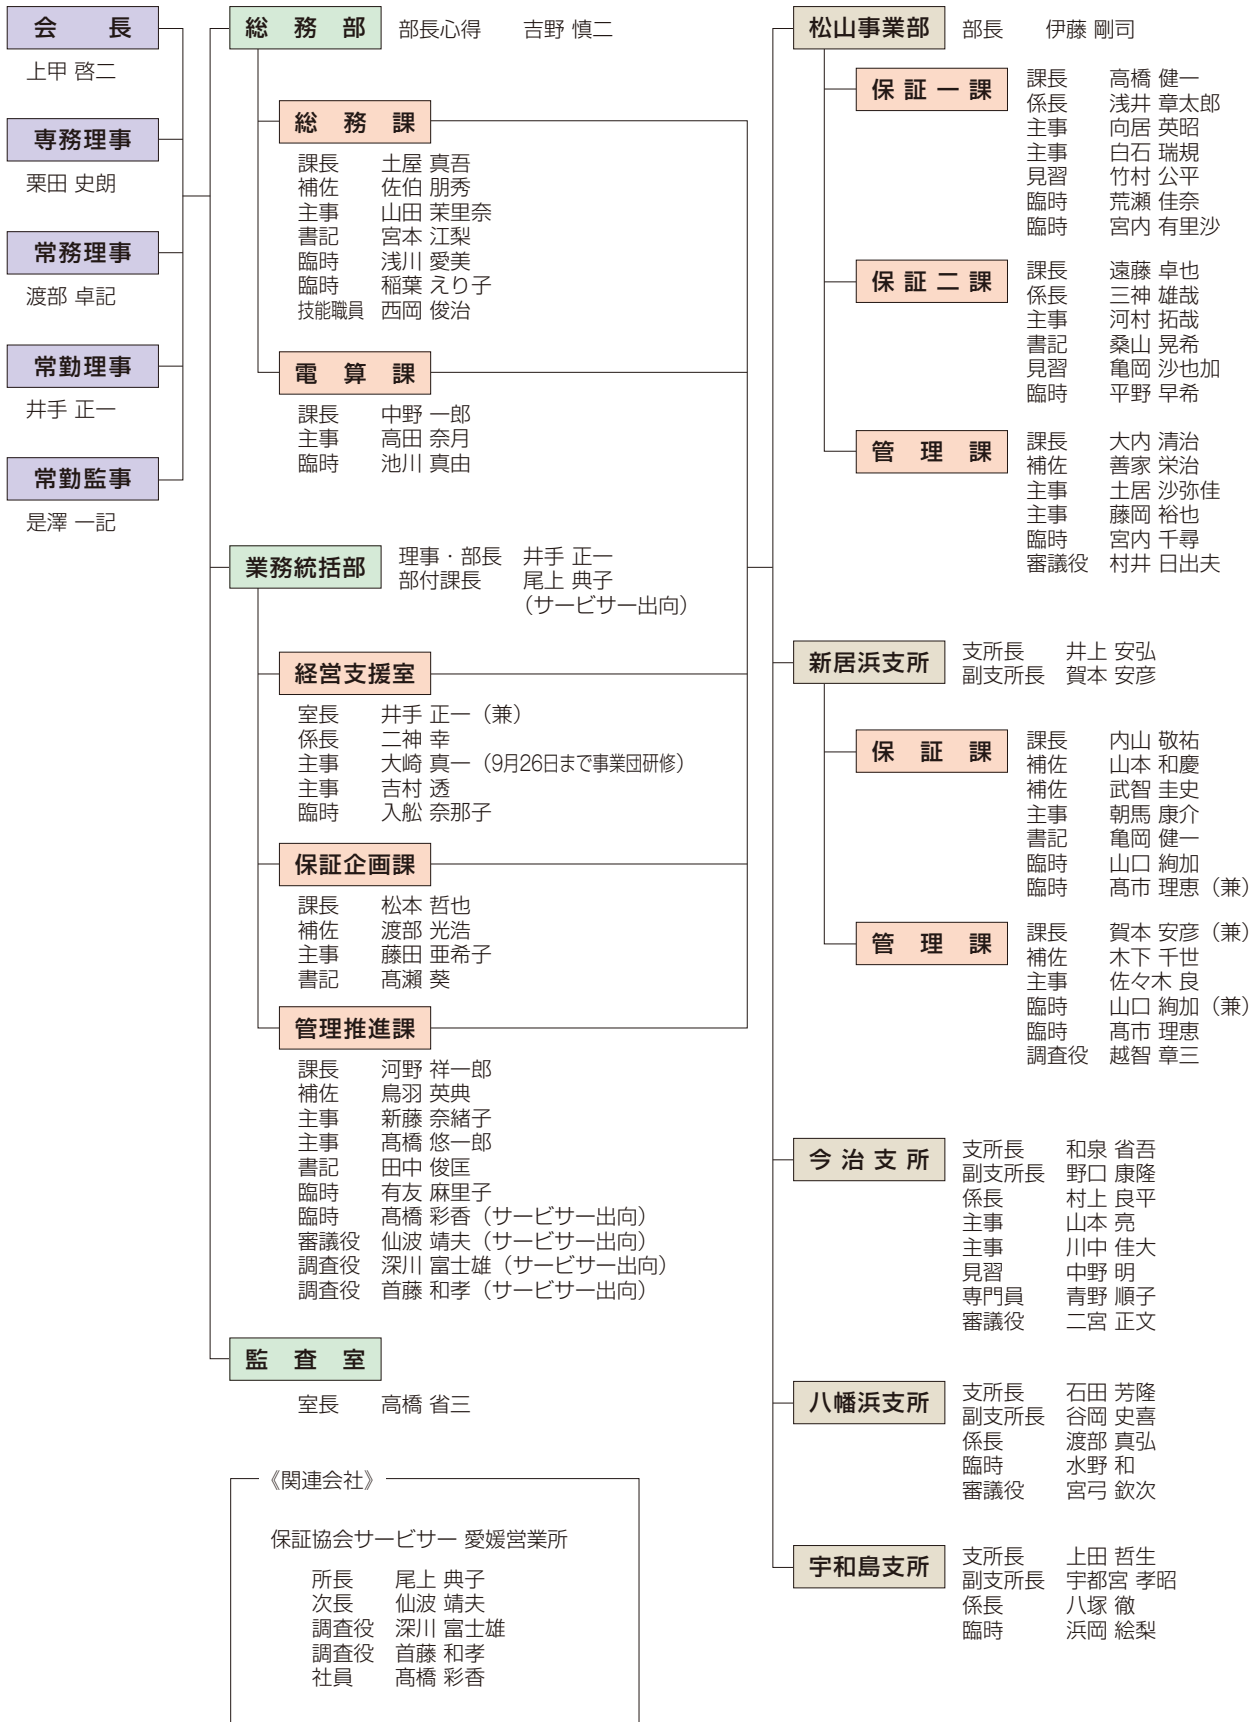 会長
上甲 啓二
専務理事
栗田 史朗
常務理事
渡部 卓記
常勤理事
井手 正一
常勤監事
是澤 一記
総務部 部長心得 吉野 慎二
総務課
課長 土屋 真吾
補佐 佐伯 朋秀
主事 山田 茉里奈
書記 宮本 江梨
臨時 浅川 愛美
臨時 稲葉 えり子
技能職員 西岡 俊治
電算課
課長 中野 一郎
主事 高田 奈月
臨時 池川 真由
業務統括部 理事・部長 井手 正一
部付課長 尾上 典子
（サービサー出向）
経営支援室
室長 井手 正一（兼）
係長 二神 幸
主事 大崎 真一（9月26日まで事業団研修）
主事 吉村 透
臨時 入舩 奈那子
保証企画課
課長 松本 哲也
補佐 渡部 光浩
主事 藤田 亜希子
書記 髙瀬 葵
管理推進課
課長 河野 祥一郎
補佐 鳥羽 英典
主事 新藤 奈緒子
主事 髙橋 悠一郎
書記 田中 俊匡
臨時 有友 麻里子
臨時 髙橋 彩香（サービサー出向）
審議役 仙波 靖夫（サービサー出向）
調査役 深川 富士雄（サービサー出向）
調査役 首藤 和孝（サービサー出向）
監査室
室長 高橋 省三
《関連会社》
保証協会サービサー 愛媛営業所
所長 尾上 典子
次長 仙波 靖夫
調査役 深川 富士雄
調査役 首藤 和孝
社員 髙橋 彩香
松山事業部 部長 伊藤 剛司
保証一課
課長 高橋 健一
係長 浅井 章太郎
主事 向居 英昭
主事 白石 瑞規
見習 竹村 公平
臨時 荒瀬 佳奈
臨時 宮内 有里沙
保証二課
課長 遠藤 卓也
係長 三神 雄哉
主事 河村 拓哉
書記 桑山 晃希
見習 亀岡 沙也加
臨時 平野 早希
管理課
課長 大内 清治
補佐 善家 栄治
主事 土居 沙弥佳
主事 藤岡 裕也
臨時 宮内 千尋
審議役 村井 日出夫
新居浜支所 支所長 井上 安弘
副支所長 賀本 安彦
保証課
課長 内山 敬祐
補佐 山本 和慶
補佐 武智 圭史
主事 朝馬 康介
書記 亀岡 健一
臨時 山口 絢加
臨時 髙市 理恵（兼）
管理課
課長 賀本 安彦（兼）
補佐 木下 千世
主事 佐々木 良
臨時 山口 絢加（兼）
臨時 髙市 理恵
調査役 越智 章三
今治支所 支所長 和泉 省吾
副支所長 野口 康隆
係長 村上 良平
主事 山本 亮
主事 川中 佳大
見習 中野 明
専門員 青野 順子
審議役 二宮 正文
八幡浜支所 支所長 石田 芳隆
副支所長 谷岡 史喜
係長 渡部 真弘
臨時 水野 和
審議役 宮弓 欽次
宇和島支所 支所長 上田 哲生
副支所長 宇都宮 孝昭
係長 八塚 徹
臨時 浜岡 絵梨